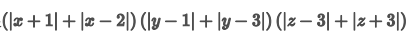 (|x + 1| + |x − 2|) (|y − 1| + |y − 3|) (|z − 3| + |z + 3|)